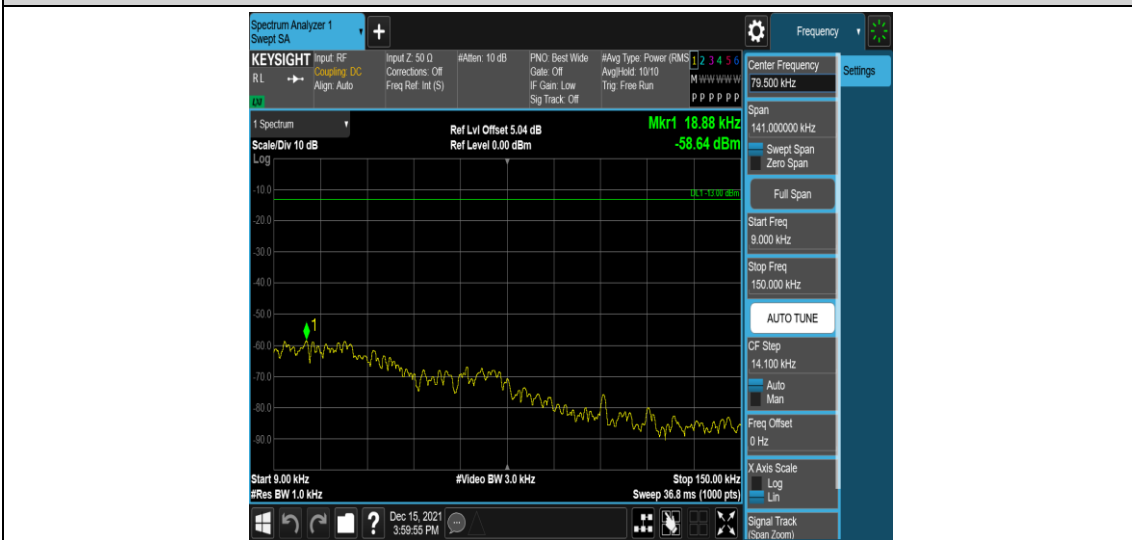 Spectrum Analyzer 1
Swept SA
+
Frequency
KEYSIGHT
Input: RF
Coupling: DC
Align: Auto
Input Z: 50 Ω
Corrections: Off
Freq Ref: Int (S)
#Atten: 10 dB
PNO: Best Wide
Gate: Off
IF Gain: Low
Sig Track: Off
#Avg Type: Power (RMS
Avg|Hold: 10/10
Trig: Free Run
1 2 3 4 5 6
M W W W W W
P P P P P P
RL
Center Frequency
79.500 kHz
Settings
1 Spectrum
Ref Lvl Offset 5.04 dB
Mkr1 18.88 kHz
Scale/Div 10 dB
Ref Level 0.00 dBm
-58.64 dBm
Log
Span
141.000000 kHz
Swept Span
Zero Span
-10.0
DL1 -13.00 dBm
Full Span
-20.0
Start Freq
9.000 kHz
-30.0
Stop Freq
150.000 kHz
-40.0
-50.0
1
AUTO TUNE
-60.0
CF Step
14.100 kHz
-70.0
Auto
Man
-80.0
Freq Offset
0 Hz
-90.0
X Axis Scale
Log
Lin
Start 9.00 kHz
#Video BW 3.0 kHz
Stop 150.00 kHz
#Res BW 1.0 kHz
Sweep 36.8 ms (1000 pts)
?
Dec 15, 2021
3:59:55 PM
Signal Track
(Span Zoom)